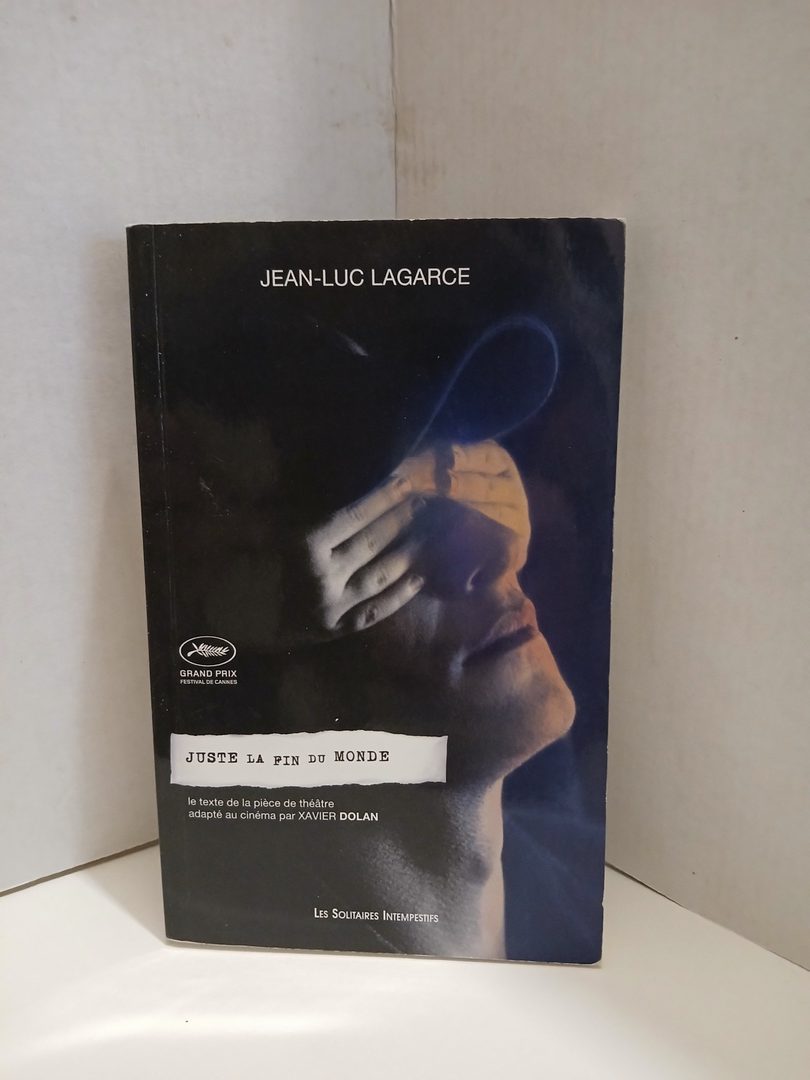 JEAN-LUC LAGARCE
GRAND PRIX
FESTIVAL DE CANNES
JUSTE LA FIN DU MONDE
le texte de la pièce de théâtre
adapté au cinéma par XAVIER DOLAN
LES SOLITAIRES INTEMPESTIFS